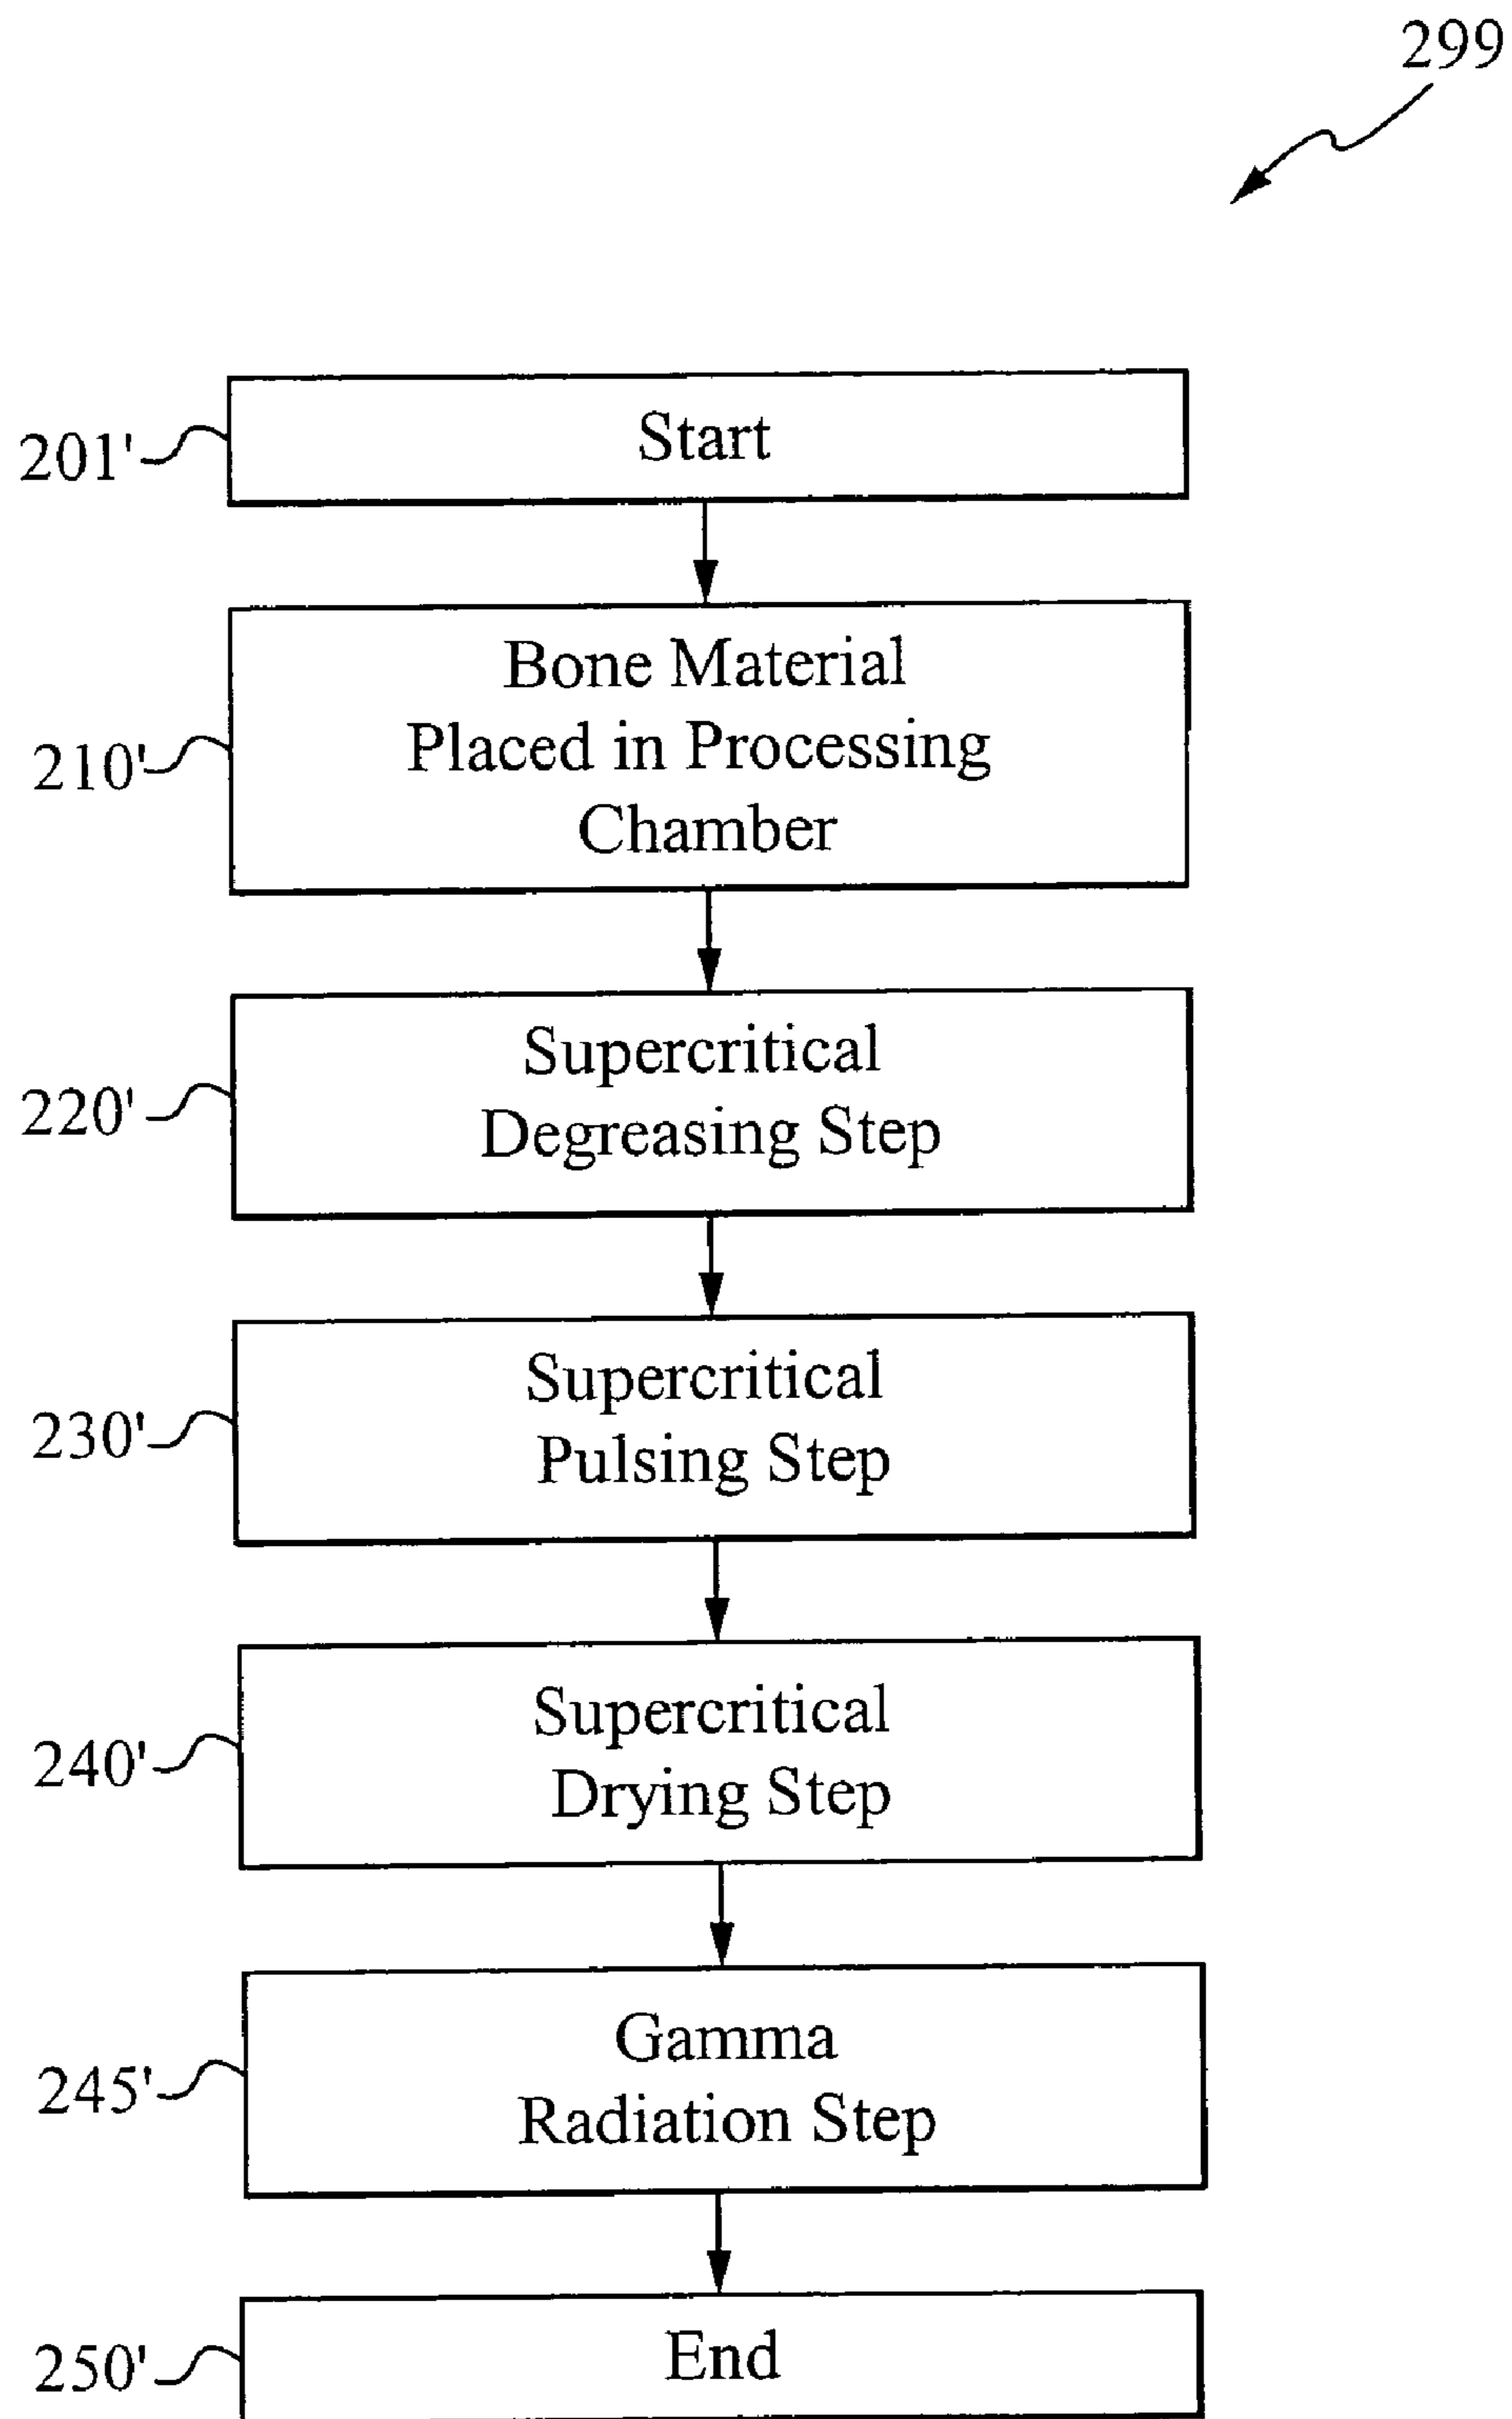 299
201'
Start
210'
Bone Material
Placed in Processing
Chamber
220'
Supercritical
Degreasing Step
230'
Supercritical
Pulsing Step
240'
Supercritical
Drying Step
245'
Gamma
Radiation Step
250'
End